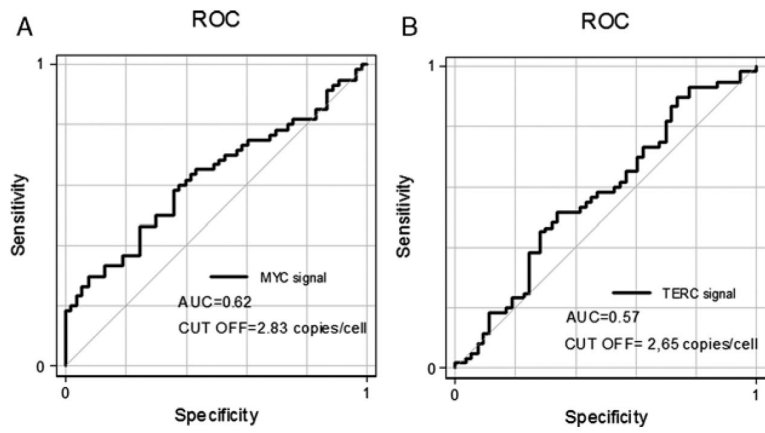 A
ROC
1
Sensitivity
MYC signal
AUC=0.62
CUT OFF=2.83 copies/cell
0
0
1
Specificity
B
ROC
1
Sensitivity
TERC signal
AUC=0.57
CUT OFF= 2,65 copies/cell
0
0
1
Specificity